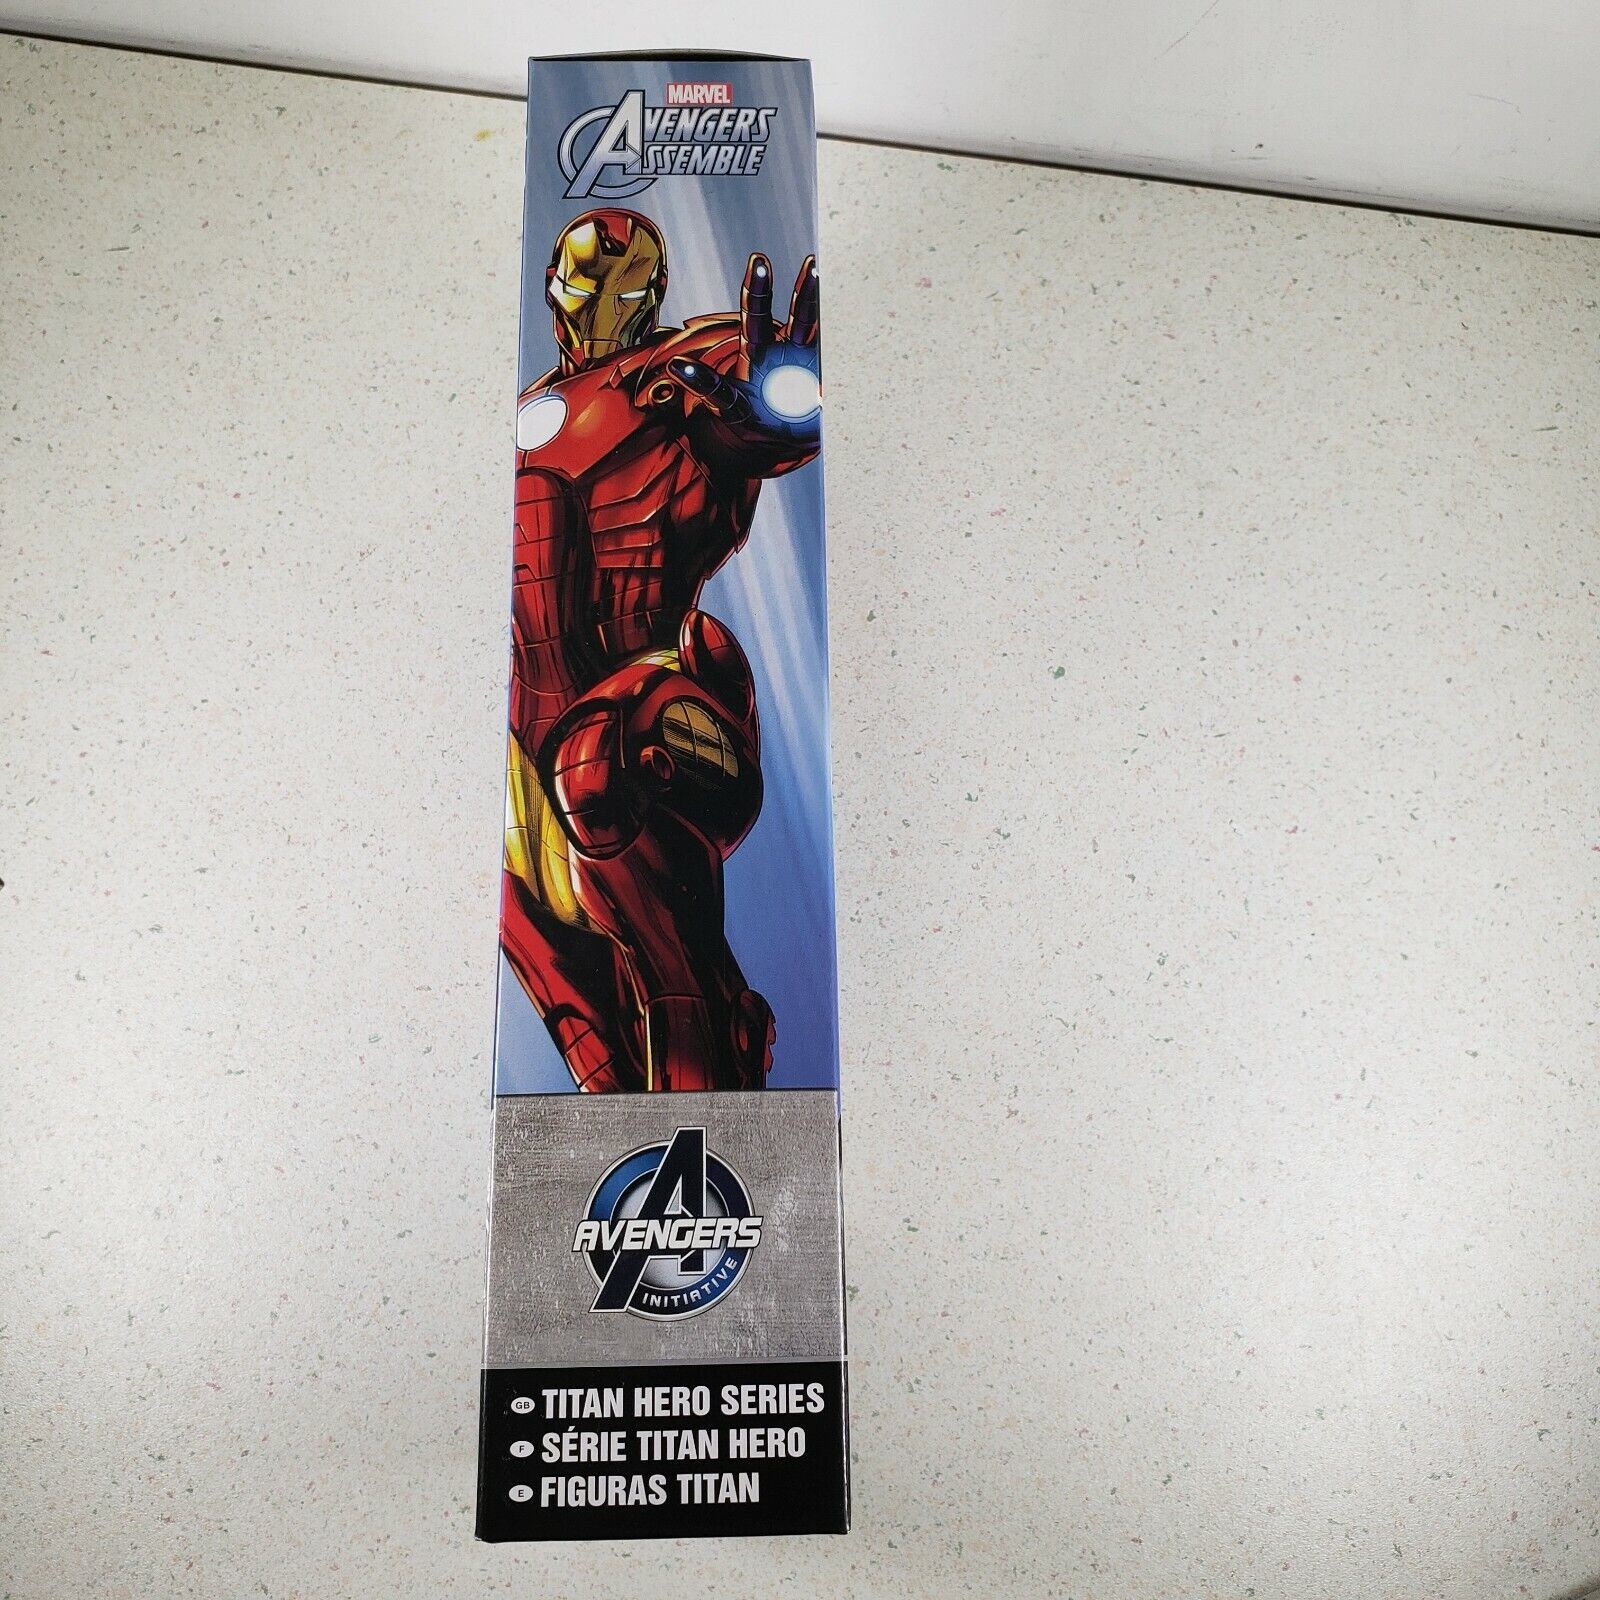 MARVEL
AVENGERS
ASSEMBLE
AVENGERS
INITIATIVE
GB TITAN HERO SERIES
F SÉRIE TITAN HERO
E FIGURAS TITAN